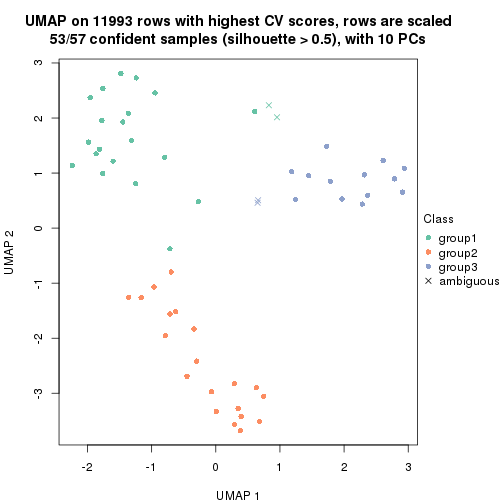 UMAP on 11993 rows with highest CV scores, rows are scaled
53/57 confident samples (silhouette > 0.5), with 10 PCs
3
2
1
0
-1
-2
-3
UMAP 2
-2
-1
0
1
2
3
UMAP 1
Class
group1
group2
group3
ambiguous